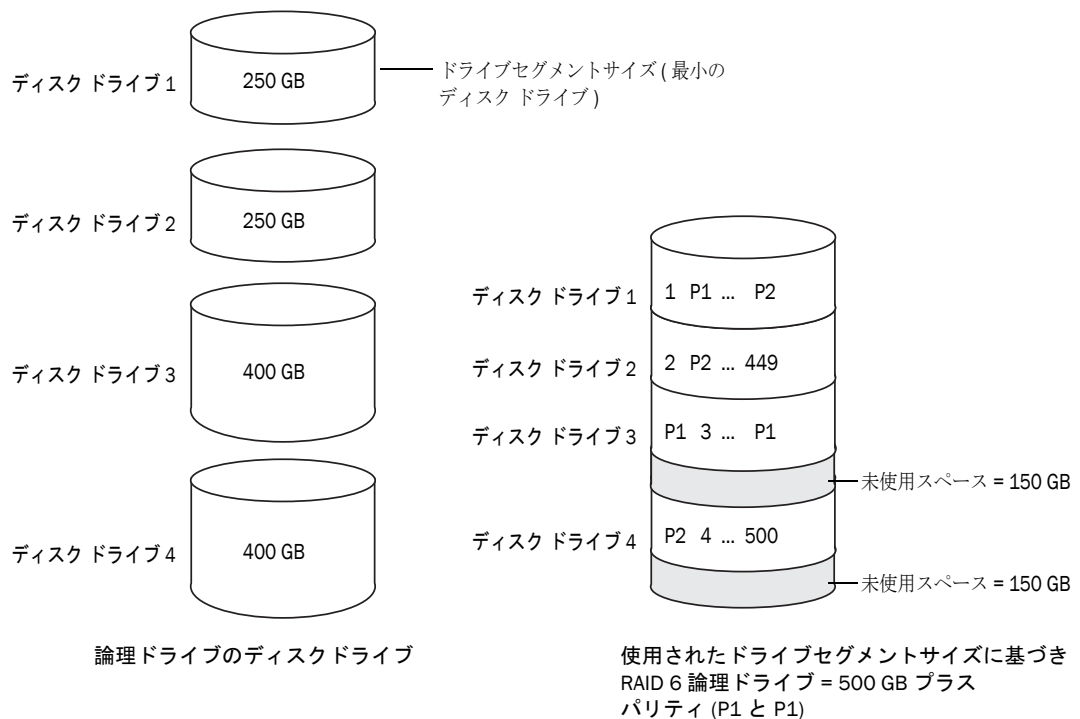 ディスク ドライブ 1
250 GB
ドライブセグメントサイズ ( 最小の
ディスク ドライブ )
ディスク ドライブ 2
250 GB
ディスク ドライブ 3
400 GB
ディスク ドライブ 4
400 GB
論理ドライブのディスクドライブ
ディスク ドライブ 1
1 P1 ... P2
ディスク ドライブ 2
2 P2 ... 449
ディスク ドライブ 3
P1 3 ... P1
未使用スペース = 150 GB
ディスク ドライブ 4
P2 4 ... 500
未使用スペース = 150 GB
使用されたドライブセグメントサイズに基づき
RAID 6 論理ドライブ = 500 GB プラス
パリティ (P1 と P1)